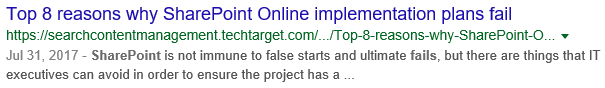 Top 8 reasons why SharePoint Online implementation plans fail
https://searchcontentmanagement.techtarget.com/.../Top-8-reasons-why-SharePoint-O...
Jul 31, 2017 - SharePoint is not immune to false starts and ultimate fails, but there are things that IT
executives can avoid in order to ensure the project has a ...